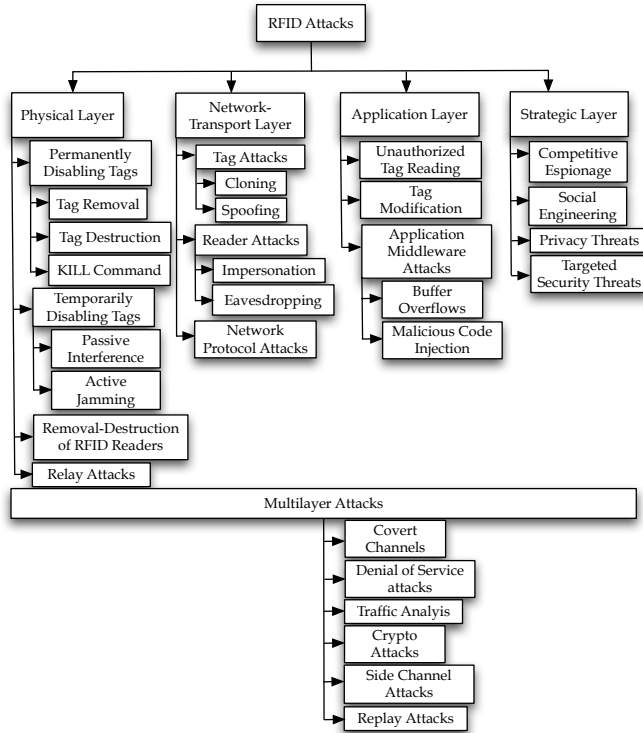 RFID Attacks
Physical Layer
Permanently
Disabling Tags
Tag Removal
Tag Destruction
KILL Command
Temporarily
Disabling Tags
Passive
Interference
Active
Jamming
Removal-Destruction
of RFID Readers
Relay Attacks
Network-
Transport Layer
Tag Attacks
Cloning
Spoofing
Reader Attacks
Impersonation
Eavesdropping
Network
Protocol Attacks
Application Layer
Unauthorized
Tag Reading
Tag
Modification
Application
Middleware
Attacks
Buffer
Overflows
Malicious Code
Injection
Strategic Layer
Competitive
Espionage
Social
Engineering
Privacy Threats
Targeted
Security Threats
Multilayer Attacks
Covert
Channels
Denial of Service
attacks
Traffic Analyis
Crypto
Attacks
Side Channel
Attacks
Replay Attacks